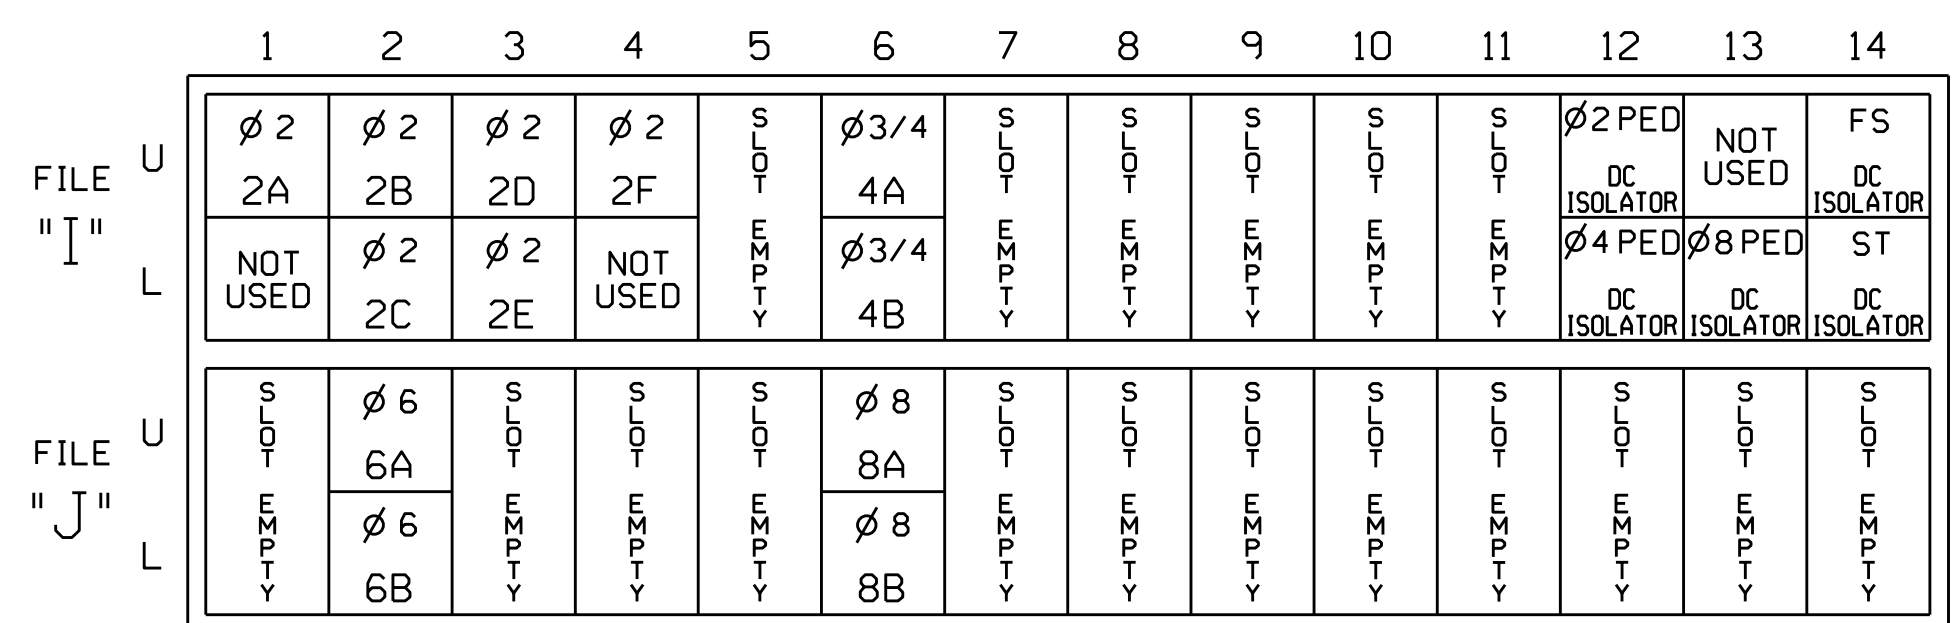 1 2 3 4 5 6 7 8 9 10 11 12 13 14
FILE "I"
U
Ø 2 2A
Ø 2 2B
Ø 2 2D
Ø 2 2F
SLOT EMPTY
Ø3/4 4A
SLOT EMPTY
SLOT EMPTY
SLOT EMPTY
SLOT EMPTY
SLOT EMPTY
Ø2 PED DC ISOLATOR
NOT USED
FS DC ISOLATOR
L
NOT USED
Ø 2 2C
Ø 2 2E
NOT USED
Ø3/4 4B
Ø4 PED DC ISOLATOR
Ø8 PED DC ISOLATOR
ST DC ISOLATOR
FILE "J"
U
SLOT EMPTY
Ø 6 6A
SLOT EMPTY
SLOT EMPTY
SLOT EMPTY
Ø 8 8A
SLOT EMPTY
SLOT EMPTY
SLOT EMPTY
SLOT EMPTY
SLOT EMPTY
SLOT EMPTY
SLOT EMPTY
SLOT EMPTY
L
Ø 6 6B
Ø 8 8B